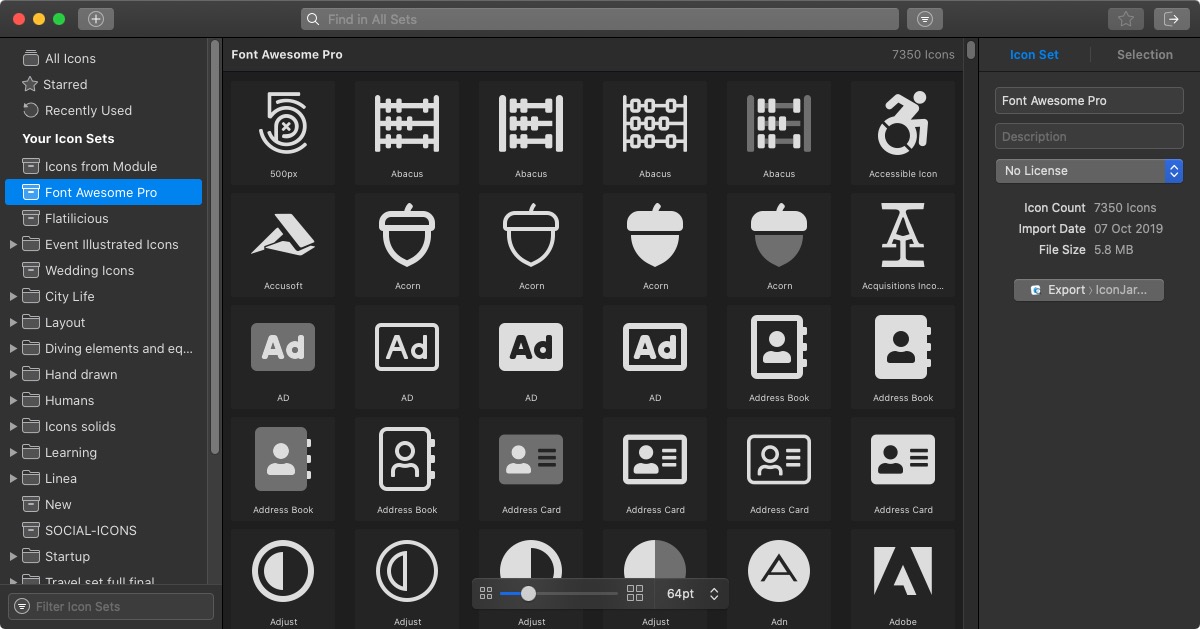 Find in All Sets
All Icons
Starred
Recently Used
Your Icon Sets
Icons from Module
Font Awesome Pro
Flatilicious
Event Illustrated Icons
Wedding Icons
City Life
Layout
Diving elements and eq...
Hand drawn
Humans
Icons solids
Learning
Linea
New
SOCIAL-ICONS
Startup
Travel set full final
Filter Icon Sets
Font Awesome Pro
7350 Icons
500px
Abacus
Abacus
Abacus
Abacus
Accessible Icon
Accusoft
Acorn
Acorn
Acorn
Acorn
Acquisitions Inco...
Ad
Ad
Ad
Ad
AD
AD
AD
AD
Address Book
Address Book
Address Book
Address Book
Address Card
Address Card
Address Card
Address Card
Adjust
Adjust
Adjust
Adjust
Adn
Adobe
64pt
Icon Set
Selection
Font Awesome Pro
Description
No License
Icon Count 7350 Icons
Import Date 07 Oct 2019
File Size 5.8 MB
Export › IconJar...